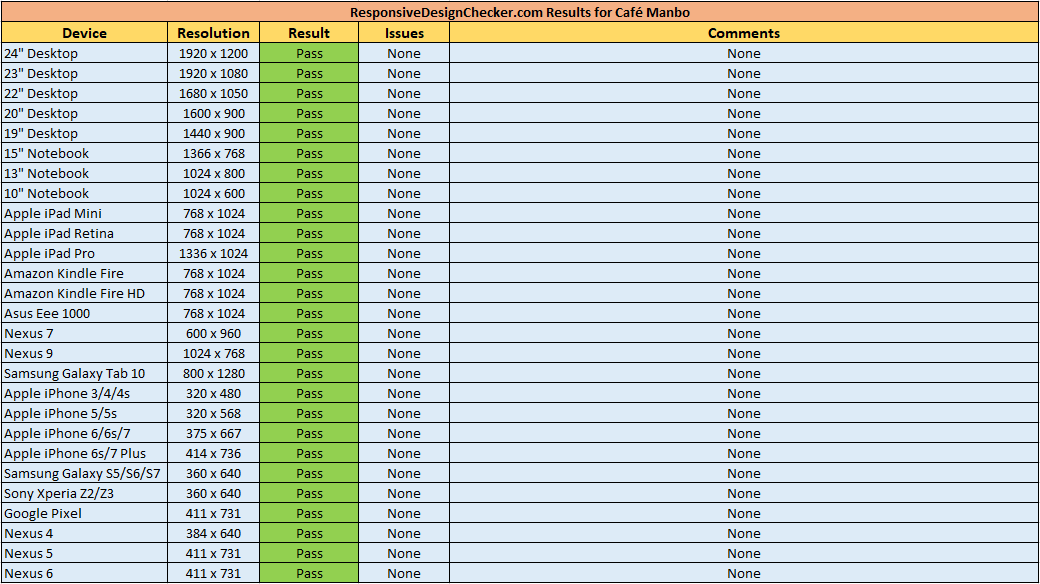 ResponsiveDesignChecker.com Results for Café Manbo
Device Resolution Result Issues Comments
24" Desktop 1920 x 1200 Pass None None
23" Desktop 1920 x 1080 Pass None None
22" Desktop 1680 x 1050 Pass None None
20" Desktop 1600 x 900 Pass None None
19" Desktop 1440 x 900 Pass None None
15" Notebook 1366 x 768 Pass None None
13" Notebook 1024 x 800 Pass None None
10" Notebook 1024 x 600 Pass None None
Apple iPad Mini 768 x 1024 Pass None None
Apple iPad Retina 768 x 1024 Pass None None
Apple iPad Pro 1336 x 1024 Pass None None
Amazon Kindle Fire 768 x 1024 Pass None None
Amazon Kindle Fire HD 768 x 1024 Pass None None
Asus Eee 1000 768 x 1024 Pass None None
Nexus 7 600 x 960 Pass None None
Nexus 9 1024 x 768 Pass None None
Samsung Galaxy Tab 10 800 x 1280 Pass None None
Apple iPhone 3/4/4s 320 x 480 Pass None None
Apple iPhone 5/5s 320 x 568 Pass None None
Apple iPhone 6/6s/7 375 x 667 Pass None None
Apple iPhone 6s/7 Plus 414 x 736 Pass None None
Samsung Galaxy S5/S6/S7 360 x 640 Pass None None
Sony Xperia Z2/Z3 360 x 640 Pass None None
Google Pixel 411 x 731 Pass None None
Nexus 4 384 x 640 Pass None None
Nexus 5 411 x 731 Pass None None
Nexus 6 411 x 731 Pass None None